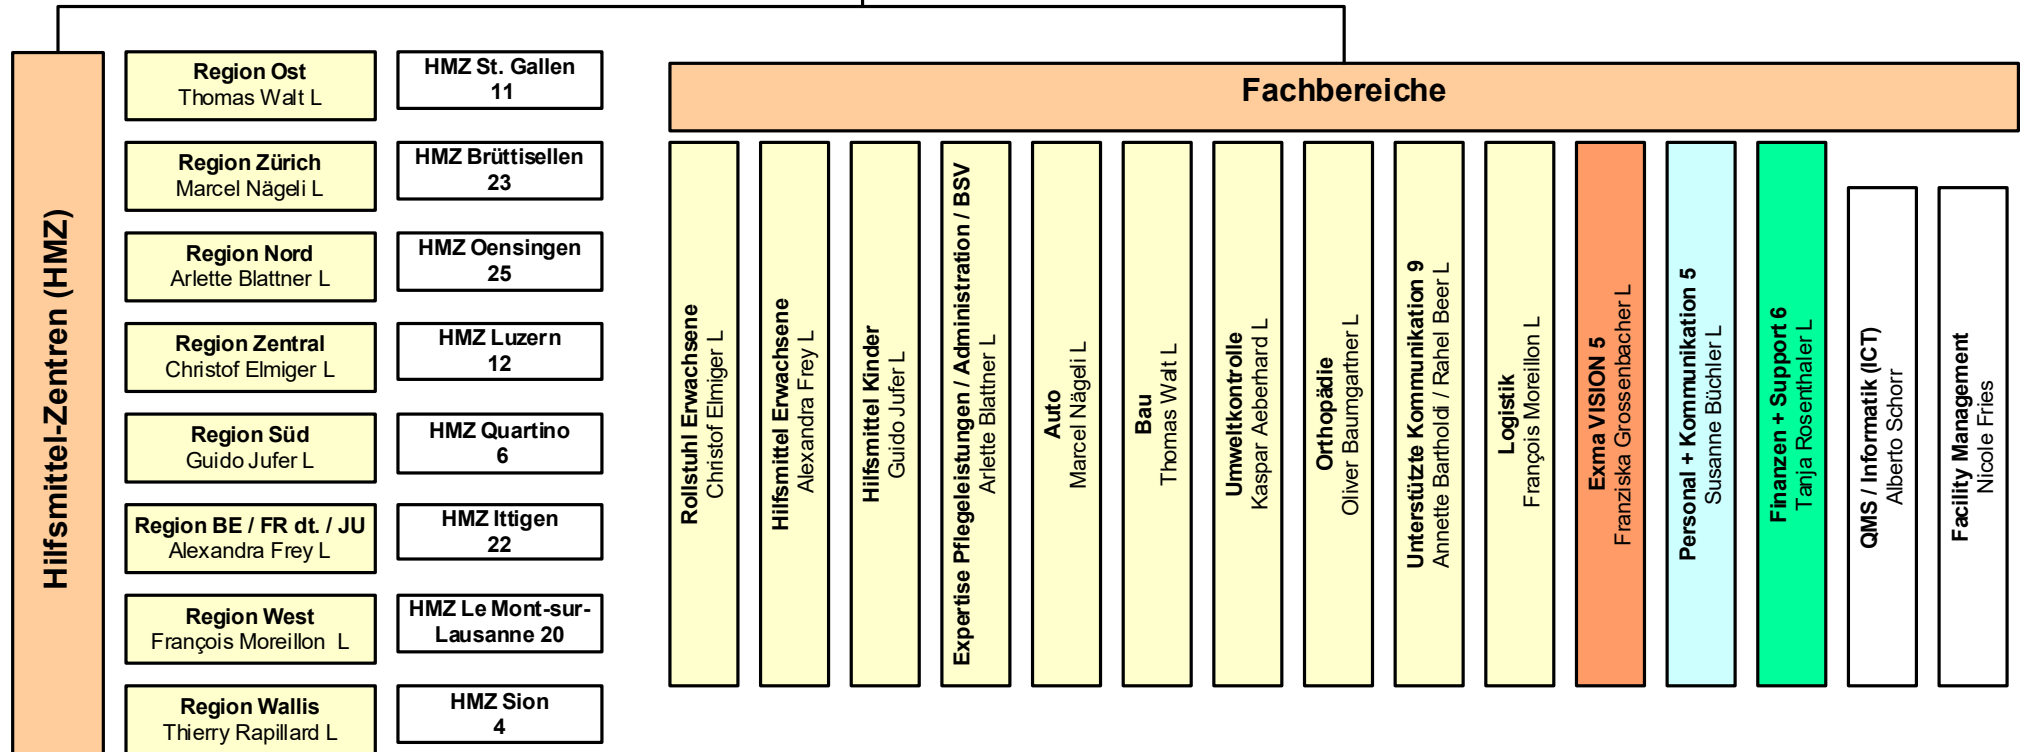 Hilfsmittel-Zentren (HMZ)
Region Ost
Thomas Walt L
HMZ St. Gallen
11
Region Zürich
Marcel Nägeli L
HMZ Brüttisellen
23
Region Nord
Arlette Blattner L
HMZ Oensingen
25
Region Zentral
Christof Elmiger L
HMZ Luzern
12
Region Süd
Guido Jufer L
HMZ Quartino
6
Region BE / FR dt. / JU
Alexandra Frey L
HMZ Ittigen
22
Region West
François Moreillon  L
HMZ Le Mont-sur-
Lausanne 20
Region Wallis
Thierry Rapillard L
HMZ Sion
4
Fachbereiche
Rollstuhl Erwachsene
Christof Elmiger L
Hilfsmittel Erwachsene
Alexandra Frey L
Hilfsmittel Kinder
Guido Jufer L
Expertise Pflegeleistungen / Administration / BSV
Arlette Blattner L
Auto
Marcel Nägeli L
Bau
Thomas Walt L
Umweltkontrolle
Kaspar Aeberhard L
Orthopädie
Oliver Baumgartner L
Unterstützte Kommunikation 9
Annette Bartholdi / Rahel Beer L
Logistik
François Moreillon L
Exma VISION 5
Franziska Grossenbacher L
Personal + Kommunikation 5
Susanne Büchler L
Finanzen + Support 6
Tanja Rosenthaler L
QMS / Informatik (ICT)
Alberto Schorr
Facility Management
Nicole Fries